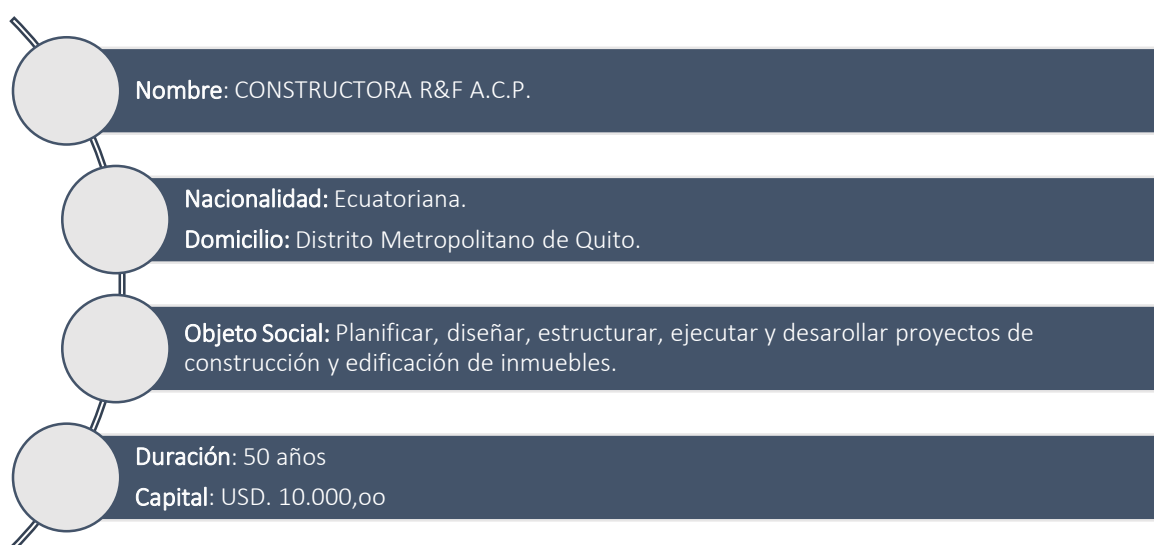 Nombre: CONSTRUCTORA R&F A.C.P.
Nacionalidad: Ecuatoriana.
Domicilio: Distrito Metropolitano de Quito.
Objeto Social: Planificar, diseñar, estructurar, ejecutar y desarollar proyectos de
construcción y edificación de inmuebles.
Duración: 50 años
Capital: USD. 10.000,oo